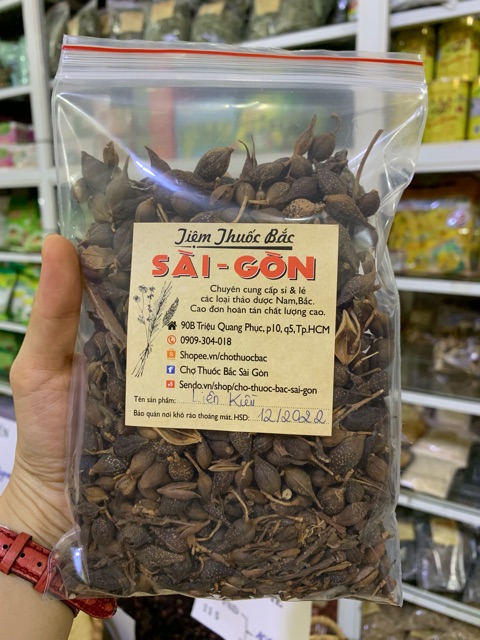 Tiệm Thuốc Bắc
SÀI-GÒN
Chuyên cung cấp sỉ & lẻ
các loại thảo dược Nam,Bắc.
Cao đơn hoàn tán chất lượng cao.
90B Triệu Quang Phục, p10, q5,Tp.HCM
0909-304-018
Shopee.vn/chothuocbac
Chợ Thuốc Bắc Sài Gòn
Sendo.vn/shop/cho-thuoc-bac-sai-gon
Tên sản phẩm: Liên Kiều
Bảo quản nơi khô ráo thoáng mát. HSD: 12/2022